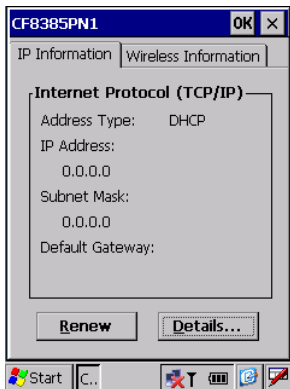 CF8385PN1 OK ×
IP Information Wireless Information
Internet Protocol (TCP/IP)
Address Type: DHCP
IP Address:
0.0.0.0
Subnet Mask:
0.0.0.0
Default Gateway:
Renew Details...
Start C..